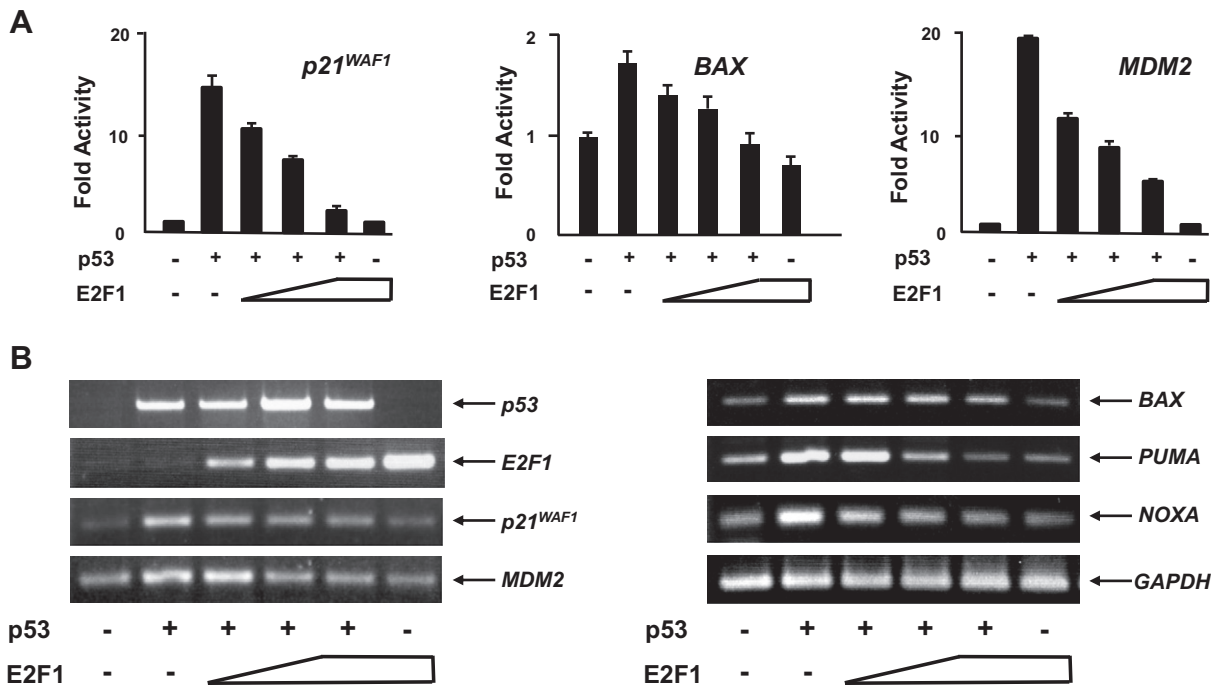 A
20
10
0
Fold Activity
p21WAF1
p53 - + + + + -
E2F1 - -
2
1
0
Fold Activity
BAX
p53 - + + + + -
E2F1 - -
20
10
0
Fold Activity
MDM2
p53 - + + + + -
E2F1 - -
B
p53
E2F1
p21WAF1
MDM2
p53 - + + + + -
E2F1 - -
BAX
PUMA
NOXA
GAPDH
p53 - + + + + -
E2F1 - -